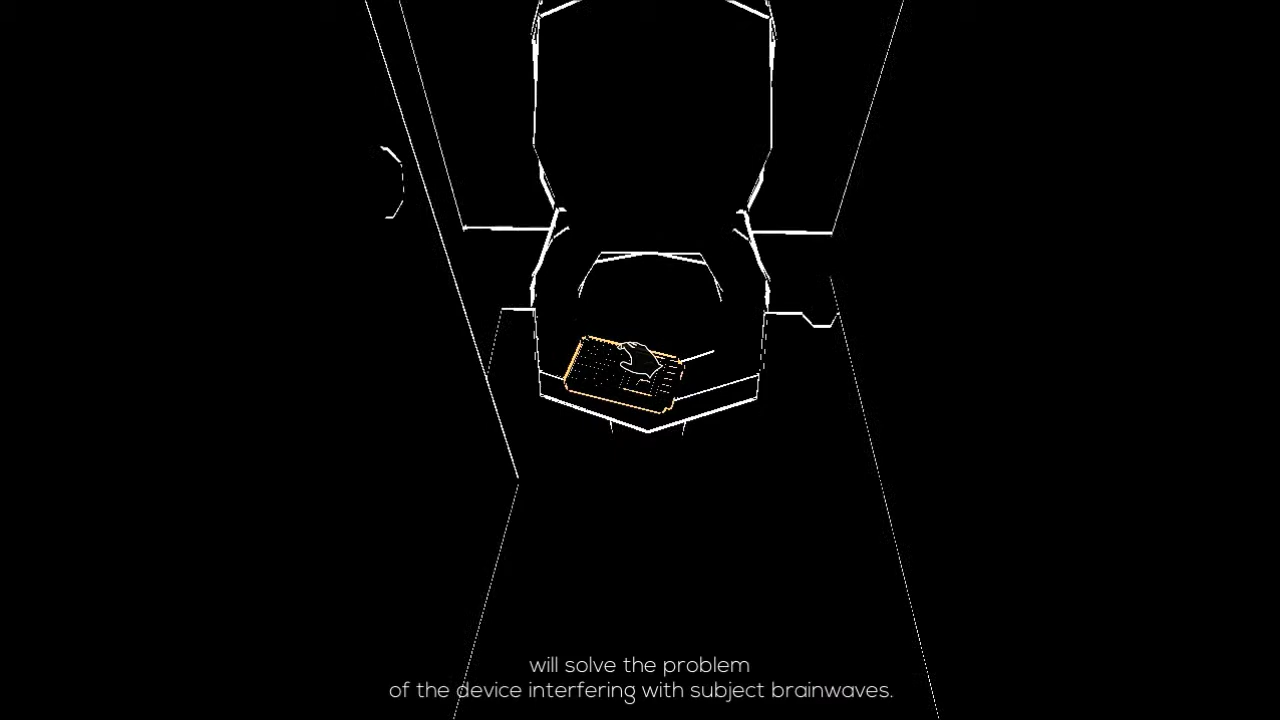 will solve the problem
of the device interfering with subject brainwaves.